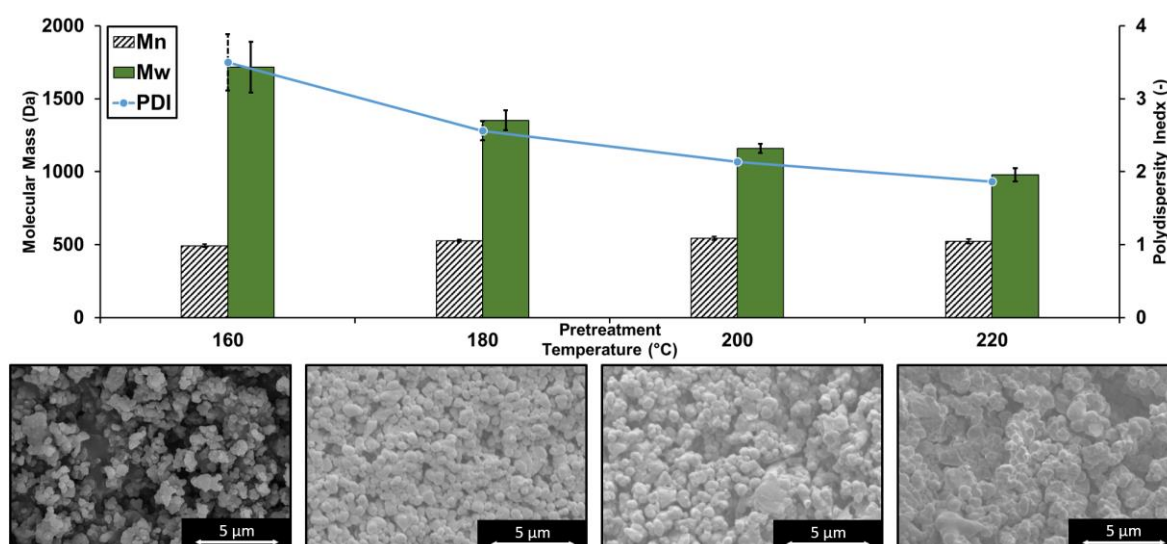 2000
1500
1000
500
0
Molecular Mass (Da)
Mn
Mw
PDI
4
3
2
1
0
Polydispersity Inedx (-)
160
180
200
220
Pretreatment
Temperature (°C)
5 µm
5 µm
5 µm
5 µm